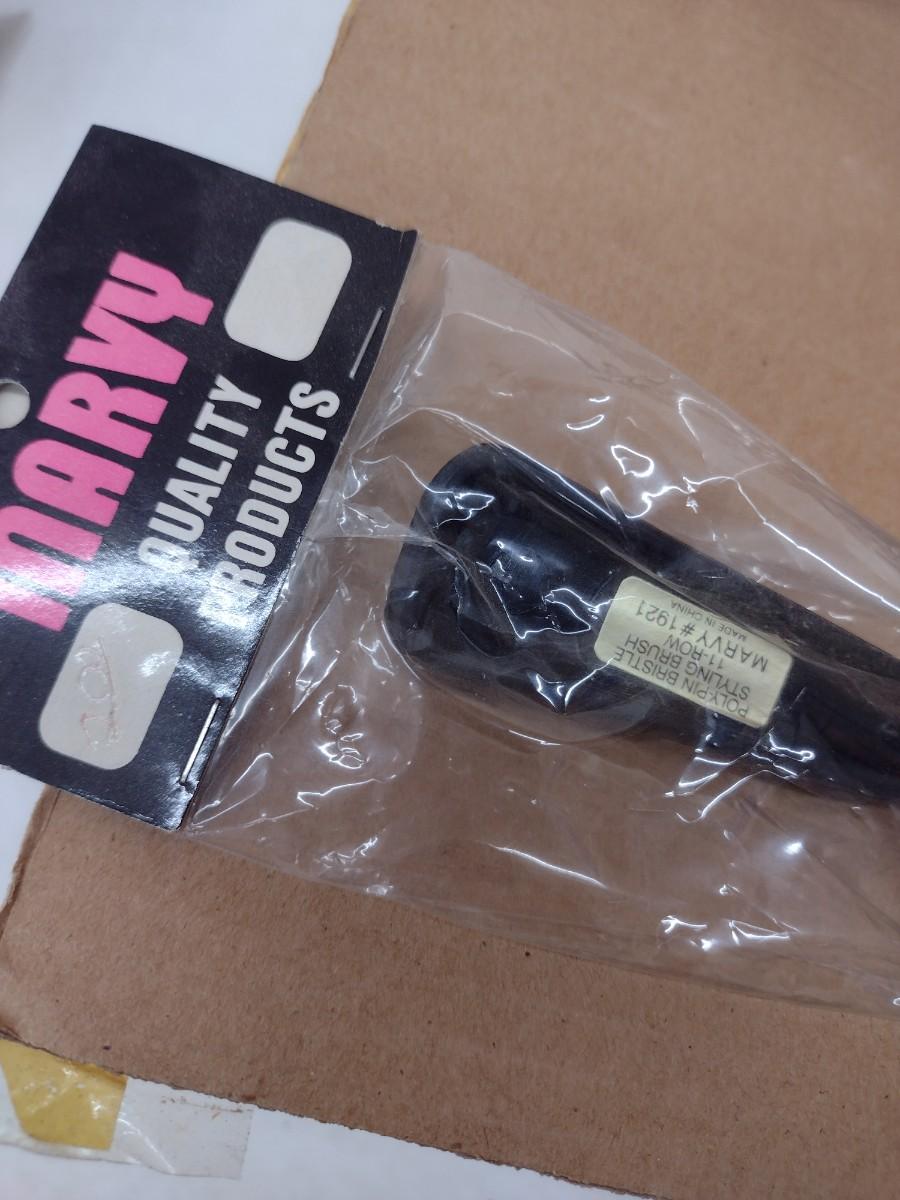 MARVY
QUALITY
PRODUCTS
POLY-PIN BRISTLE
STYLING BRUSH
11-ROW
MARVY #1921
MADE IN CHINA